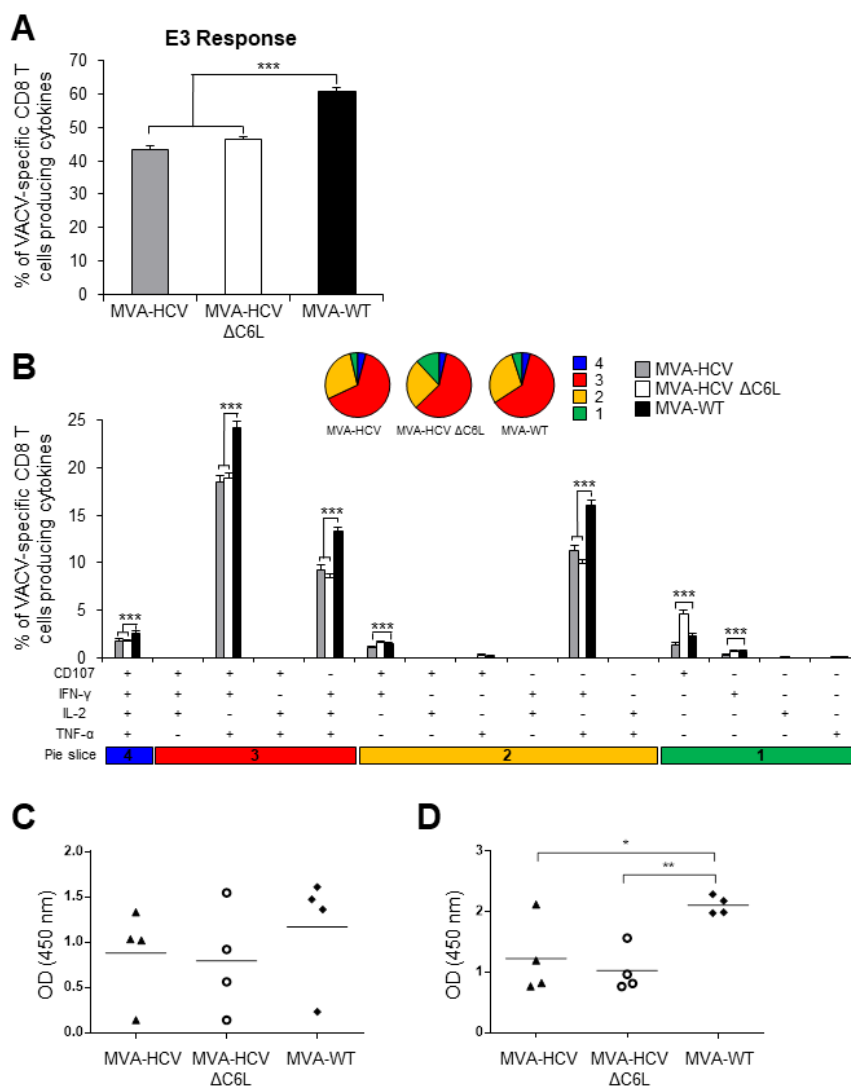 A
E3 Response
% of VACV-specific CD8 T
cells producing cytokines
70
60
50
40
30
20
10
0
***
MVA-HCV
MVA-HCV
ΔC6L
MVA-WT
B
MVA-HCV
MVA-HCV ΔC6L
MVA-WT
4
3
2
1
MVA-HCV
MVA-HCV ΔC6L
MVA-WT
% of VACV-specific CD8 T
cells producing cytokines
25
20
15
10
5
0
***
***
***
***
***
***
***
CD107 + + + + - + + + - - - + - - -
IFN-γ + + + - + + - - + + - - + - -
IL-2 + + - + + - + - + - + - - + -
TNF-α + - + + + - - + - + + - - - +
Pie slice 4 3 2 1
C
OD (450 nm)
2.0
1.5
1.0
0.5
0.0
MVA-HCV
MVA-HCV
ΔC6L
MVA-WT
D
OD (450 nm)
3
2
1
0
*
**
MVA-HCV
MVA-HCV
ΔC6L
MVA-WT